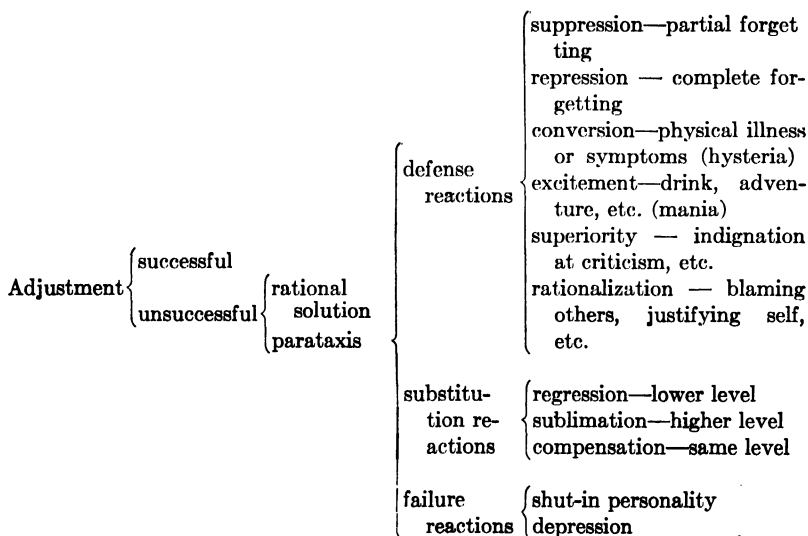 Adjustment
successful
unsuccessful
rational
solution
parataxis
defense
reactions
suppression—partial forget
ting
repression — complete for-
getting
conversion—physical illness
or symptoms (hysteria)
excitement—drink, adven-
ture, etc. (mania)
superiority — indignation
at criticism, etc.
rationalization — blaming
others, justifying self,
etc.
substitu-
tion re-
actions
regression—lower level
sublimation—higher level
compensation—same level
failure
reactions
shut-in personality
depression